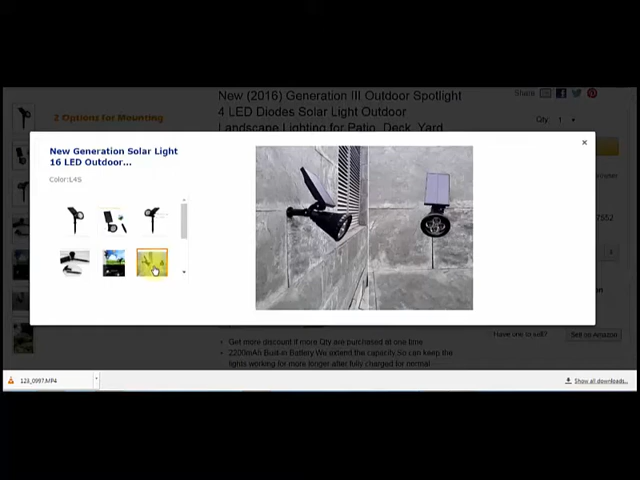 New (2016) Generation III Outdoor Spotlight
4 LED Diodes Solar Light Outdoor
Landscape Lighting for Patio, Deck, Yard
Share
Qty: 1
2 Options for Mounting
New Generation Solar Light
16 LED Outdoor...
Color:L4S
×
7552
1
Have one to sell?
Sell on Amazon
• Get more discount if more Qty are purchased at one time
• 2200mAh Built-in Battery:We extend the capacity.So can keep the
lights working for more longer after fully charged for normal
123_0997.MP4
Show all downloads...